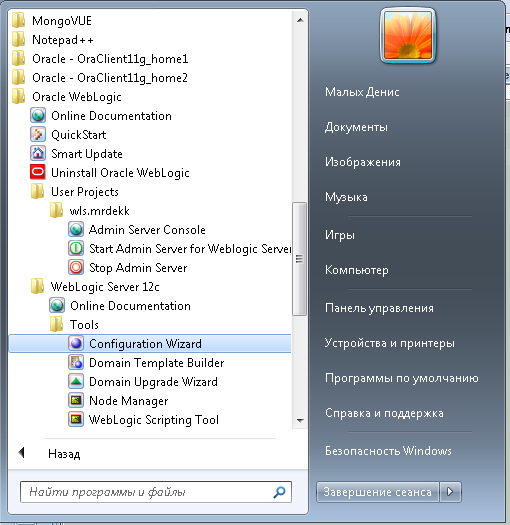 MongoVUE
Notepad++
Oracle - OraClient11g_home1
Oracle - OraClient11g_home2
Oracle WebLogic
Online Documentation
QuickStart
Smart Update
Uninstall Oracle WebLogic
User Projects
wls.mrdekk
Admin Server Console
Start Admin Server for Weblogic Server
Stop Admin Server
WebLogic Server 12c
Online Documentation
Tools
Configuration Wizard
Domain Template Builder
Domain Upgrade Wizard
Node Manager
WebLogic Scripting Tool
Назад
Найти программы и файлы
Малых Денис
Документы
Изображения
Музыка
Игры
Компьютер
Панель управления
Устройства и принтеры
Программы по умолчанию
Справка и поддержка
Безопасность Windows
Завершение сеанса